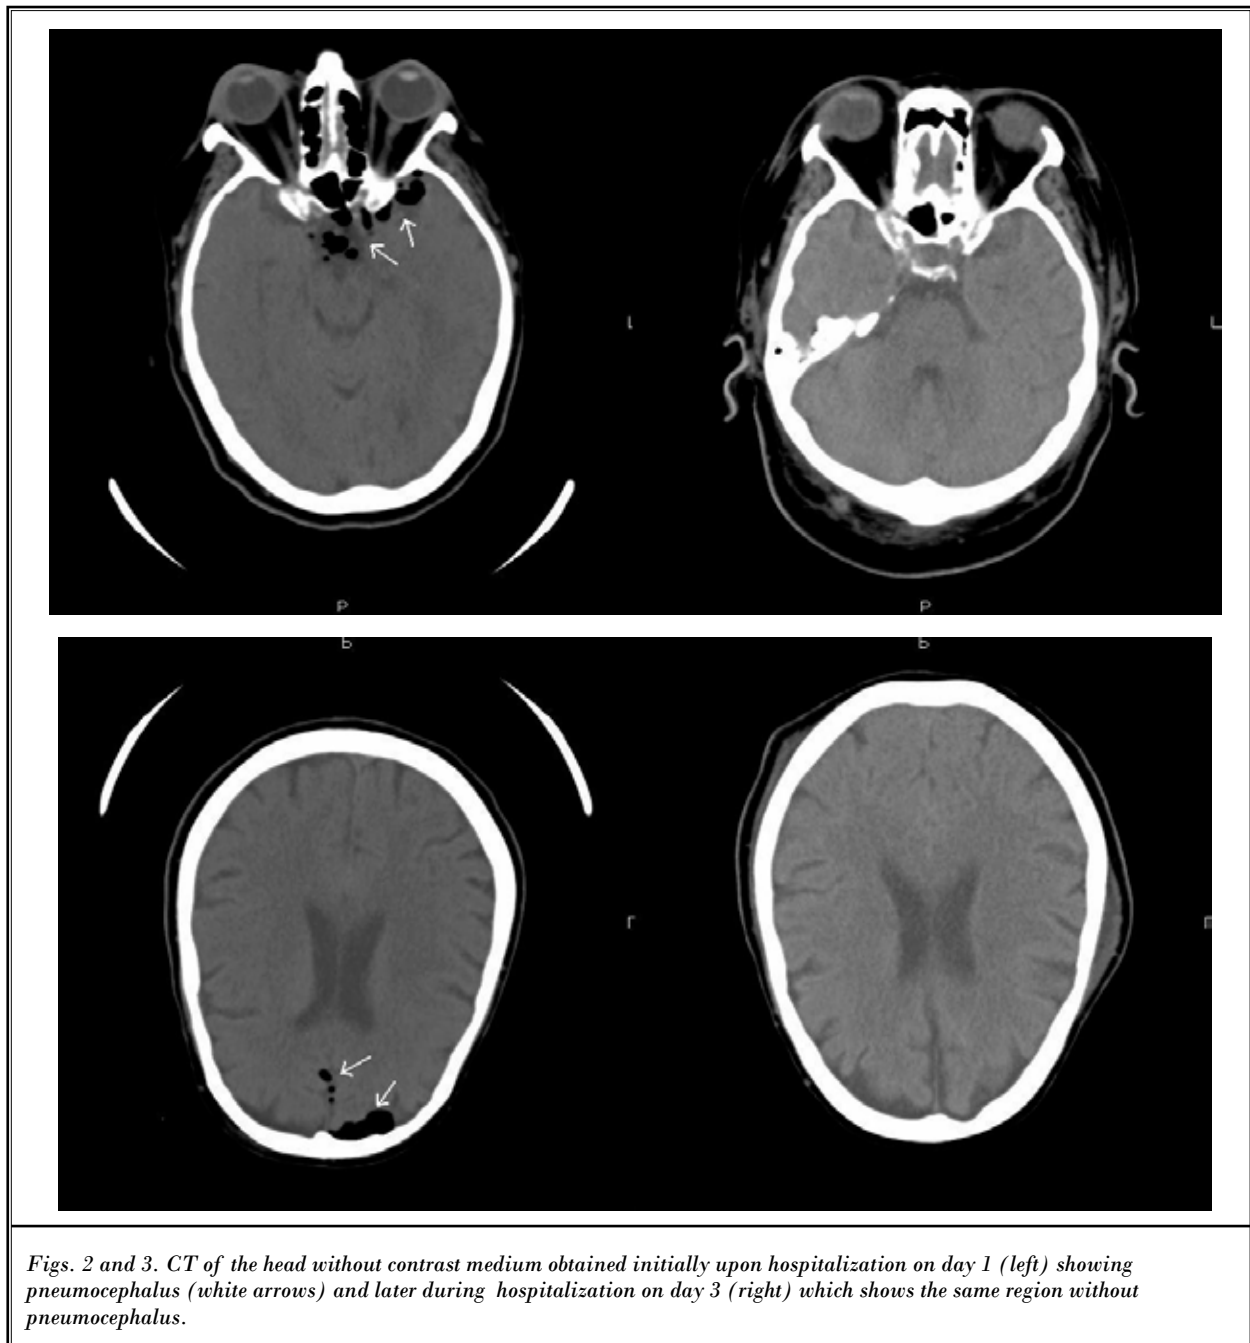 L
L
P
P
Figs. 2 and 3. CT of the head without contrast medium obtained initially upon hospitalization on day 1 (left) showing
pneumocephalus (white arrows) and later during hospitalization on day 3 (right) which shows the same region without
pneumocephalus.